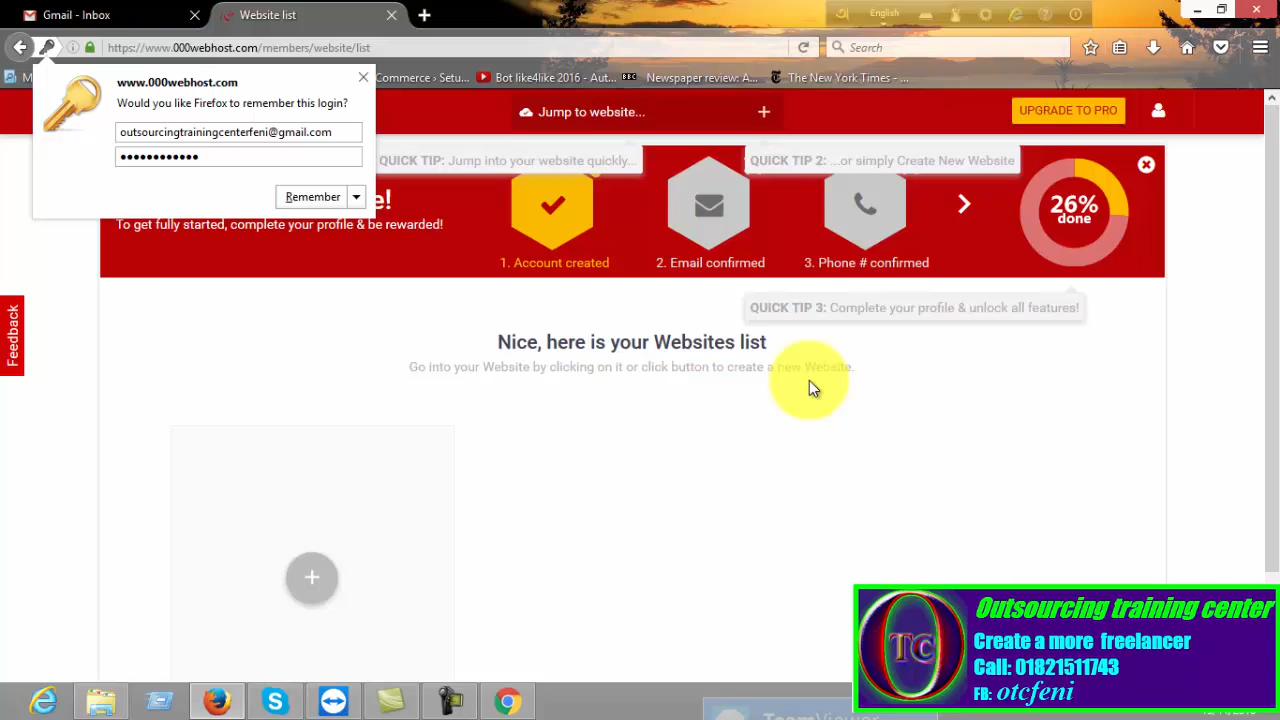 Gmail - Inbox
Website list
English
https://www.000webhost.com/members/website/list
Search
Commerce › Setu...
Bot like4like 2016 - Aut...
BBC
Newspaper review: A...
The New York Times - ...
www.000webhost.com
Would you like Firefox to remember this login?
outsourcingtrainingcenterfeni@gmail.com
Remember
Jump to website...
UPGRADE TO PRO
QUICK TIP: Jump into your website quickly...
QUICK TIP 2: ...or simply Create New Website
To get fully started, complete your profile & be rewarded!
1. Account created
2. Email confirmed
3. Phone # confirmed
26%
done
QUICK TIP 3: Complete your profile & unlock all features!
Feedback
Nice, here is your Websites list
Go into your Website by clicking on it or click button to create a new Website.
OTC
Outsourcing training center
Create a more freelancer
Call: 01821511743
FB: otcfeni
TeamViewer